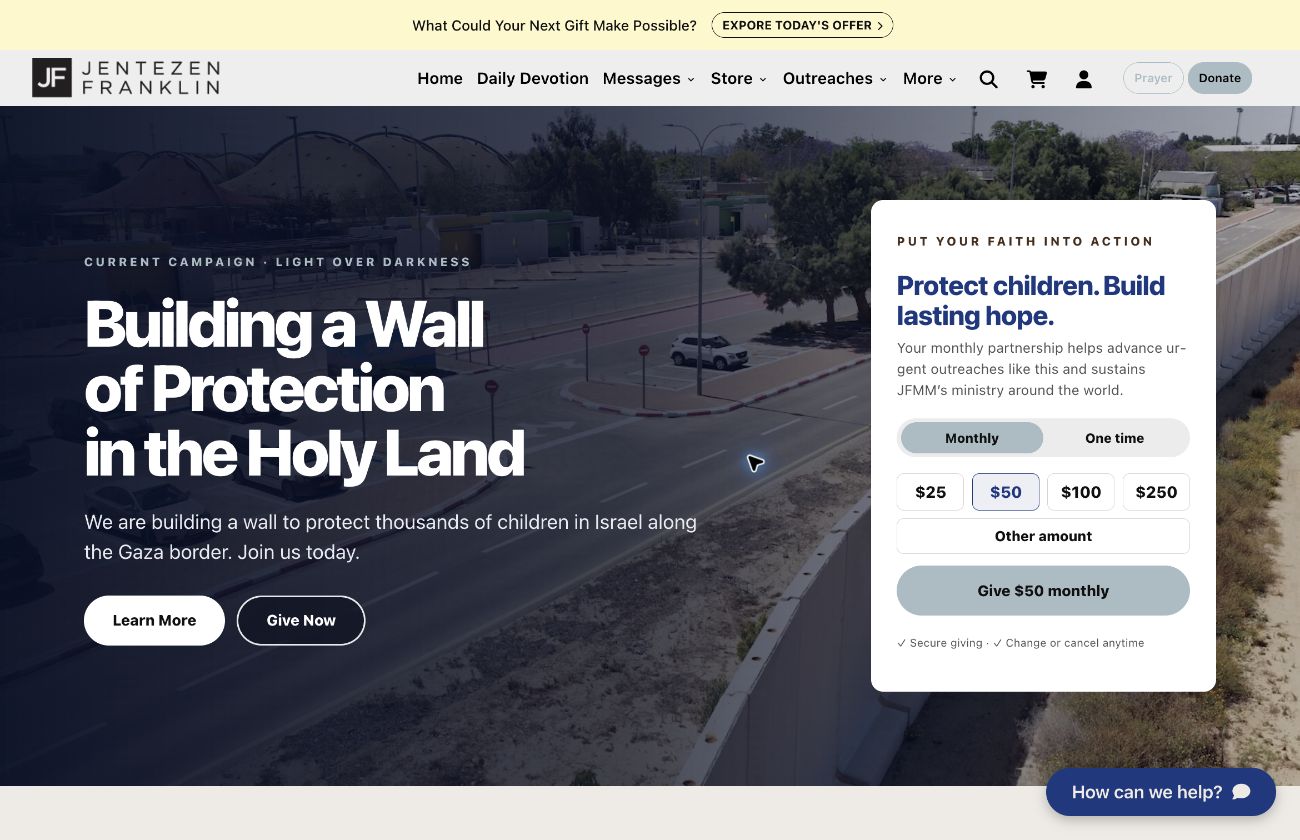 What Could Your Next Gift Make Possible?
EXPORE TODAY'S OFFER
JF
JENTEZEN
FRANKLIN
Home Daily Devotion Messages Store Outreaches More
Prayer Donate
CURRENT CAMPAIGN · LIGHT OVER DARKNESS
Building a Wall
of Protection
in the Holy Land
We are building a wall to protect thousands of children in Israel along
the Gaza border. Join us today.
Learn More Give Now
PUT YOUR FAITH INTO ACTION
Protect children. Build
lasting hope.
Your monthly partnership helps advance ur-
gent outreaches like this and sustains
JFMM's ministry around the world.
Monthly One time
$25 $50 $100 $250
Other amount
Give $50 monthly
✓ Secure giving · ✓ Change or cancel anytime
How can we help?